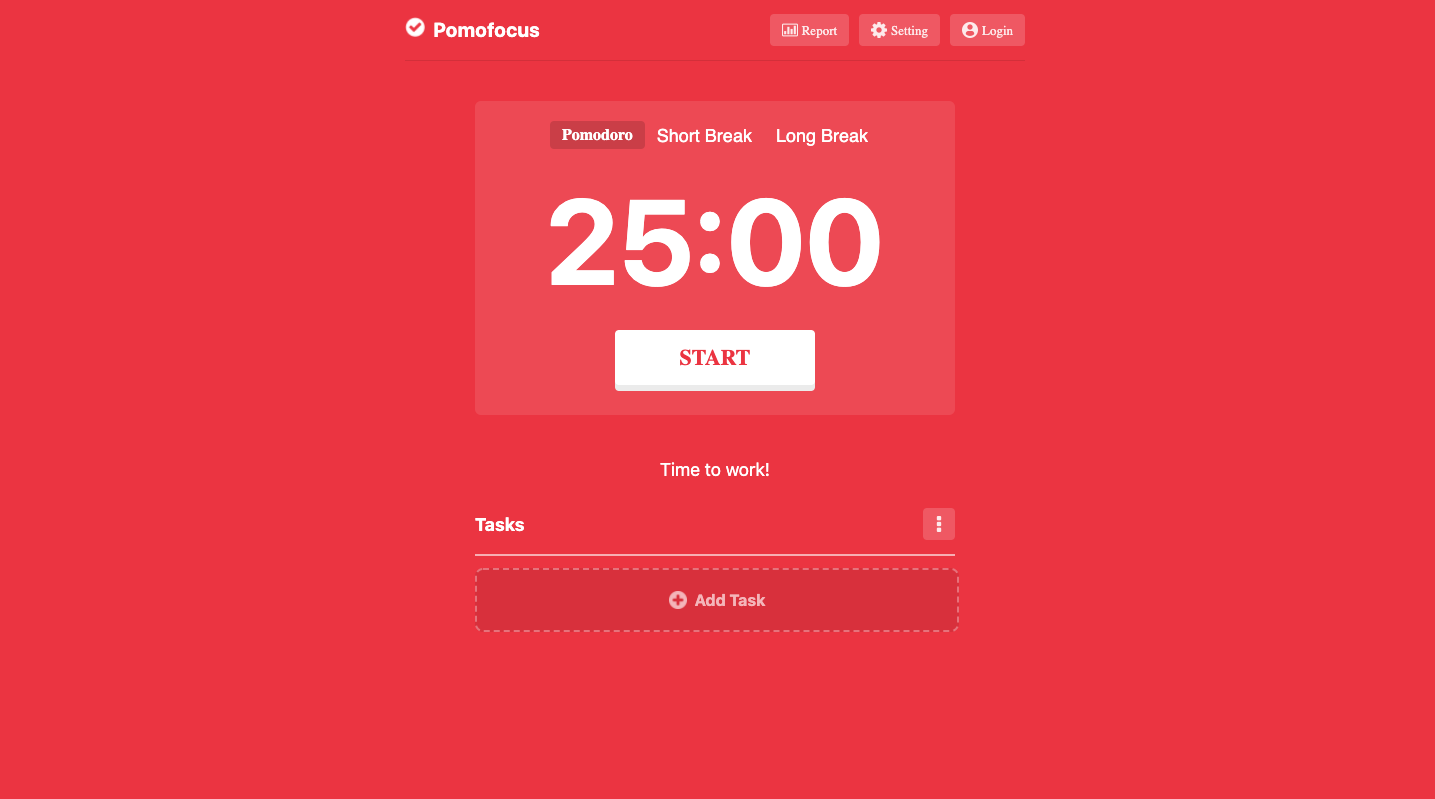 Pomofocus
Report Setting Login
Pomodoro Short Break Long Break
25:00
START
Time to work!
Tasks
Add Task